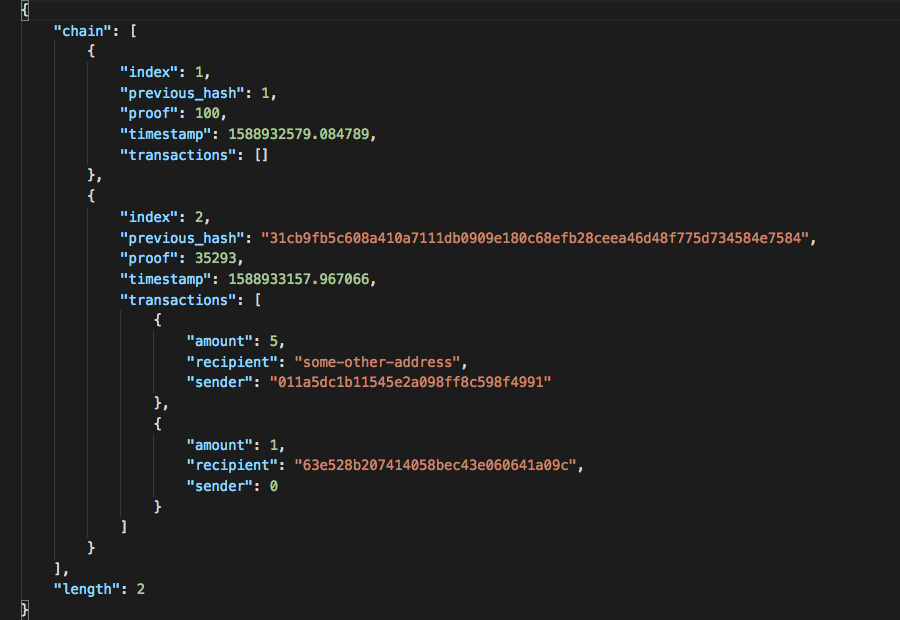 {
    "chain": [
        {
            "index": 1,
            "previous_hash": 1,
            "proof": 100,
            "timestamp": 1588932579.084789,
            "transactions": []
        },
        {
            "index": 2,
            "previous_hash": "31cb9fb5c608a410a7111db0909e180c68efb28ceea46d48f775d734584e7584",
            "proof": 35293,
            "timestamp": 1588933157.967066,
            "transactions": [
                {
                    "amount": 5,
                    "recipient": "some-other-address",
                    "sender": "011a5dc1b11545e2a098ff8c598f4991"
                },
                {
                    "amount": 1,
                    "recipient": "63e528b207414058bec43e060641a09c",
                    "sender": 0
                }
            ]
        }
    ],
    "length": 2
}